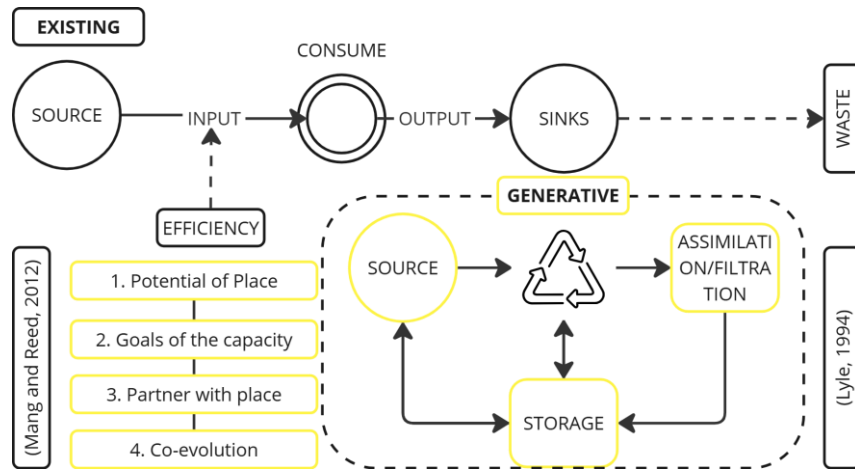 EXISTING
CONSUME
SOURCE
INPUT
OUTPUT
SINKS
WASTE
EFFICIENCY
(Mang and Reed, 2012)
1. Potential of Place
2. Goals of the capacity
3. Partner with place
4. Co-evolution
GENERATIVE
SOURCE
ASSIMILATI
ON/FILTRA
TION
STORAGE
(Lyle, 1994)